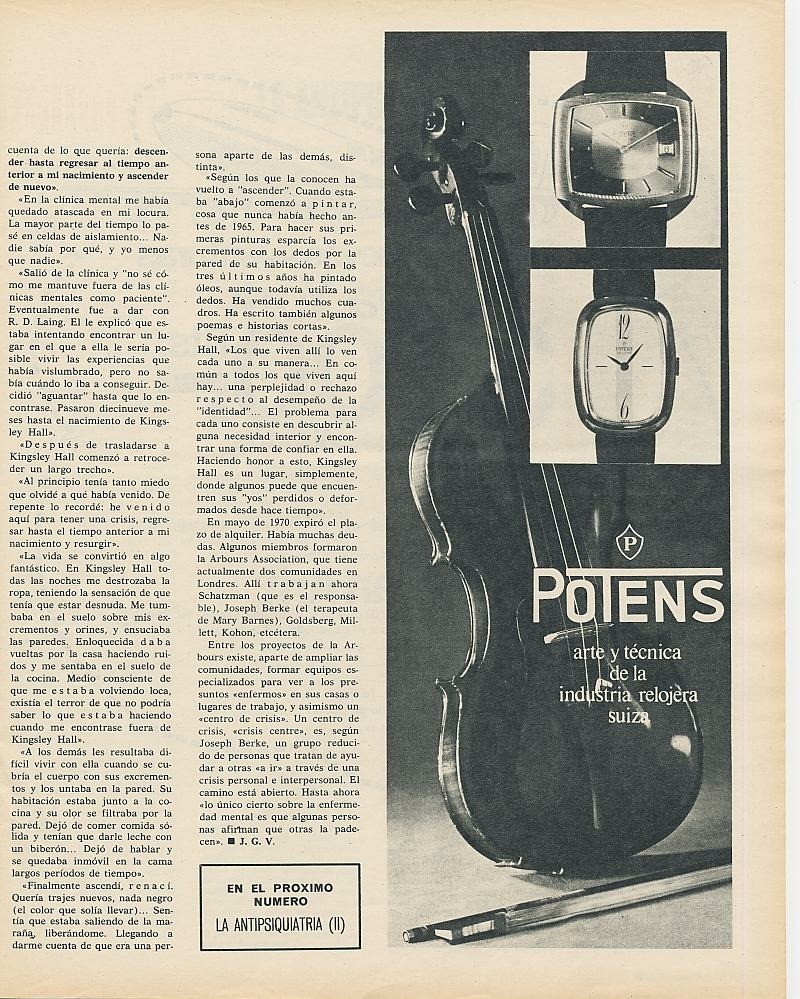 cuenta de lo que quería: descen-
der hasta regresar al tiempo an-
terior a mi nacimiento y ascender
de nuevo».
«En la clínica mental me había
quedado atascada en mi locura.
La mayor parte del tiempo lo pa-
sé en celdas de aislamiento... Na-
die sabía por qué, y yo menos
que nadie».
«Salió de la clínica y "no sé có-
mo me mantuve fuera de las clí-
nicas mentales como paciente".
Eventualmente fue a dar con
R. D. Laing. El le explicó que es-
taba intentando encontrar un lu-
gar en el que a ella le sería po-
sible vivir las experiencias que
había vislumbrado, pero no sa-
bía cuándo lo iba a conseguir. De-
cidió "aguantar" hasta que lo en-
contrase. Pasaron diecinueve me-
ses hasta el nacimiento de Kings-
ley Hall».
«Después de trasladarse a
Kingsley Hall comenzó a retroce-
der un largo trecho».
«Al principio tenía tanto miedo
que olvidé a qué había venido. De
repente lo recordé: he venido
aquí para tener una crisis, regre-
sar hasta el tiempo anterior a mi
nacimiento y resurgir».
«La vida se convirtió en algo
fantástico. En Kingsley Hall to-
das las noches me destrozaba la
ropa, teniendo la sensación de que
tenía que estar desnuda. Me tum-
baba en el suelo sobre mis ex-
crementos y orines, y ensuciaba
las paredes. Enloquecida daba
vueltas por la casa haciendo rui-
dos y me sentaba en el suelo de
la cocina. Medio consciente de
que me estaba volviendo loca,
existía el terror de que no podría
saber lo que estaba haciendo
cuando me encontrase fuera de
Kingsley Hall».
«A los demás les resultaba di-
fícil vivir con ella cuando se cu-
bría el cuerpo con sus excremen-
tos y los untaba en la pared. Su
habitación estaba junto a la co-
cina y su olor se filtraba por la
pared. Dejó de comer comida só-
lida y tenían que darle leche con
un biberón... Dejó de hablar y
se quedaba inmóvil en la cama
largos períodos de tiempo».
«Finalmente ascendí, renací.
Quería trajes nuevos, nada negro
(el color que solía llevar)... Sen-
tía que estaba saliendo de la ma-
raña, liberándome. Llegando a
darme cuenta de que era una per-
sona aparte de las demás, dis-
tinta».
«Según los que la conocen ha
vuelto a "ascender". Cuando esta-
ba "abajo" comenzó a pintar,
cosa que nunca había hecho an-
tes de 1965. Para hacer sus pri-
meras pinturas esparcía los ex-
crementos con los dedos por la
pared de su habitación. En los
tres últimos años ha pintado
óleos, aunque todavía utiliza los
dedos. Ha vendido muchos cua-
dros. Ha escrito también algunos
poemas e historias cortas».
Según un residente de Kingsley
Hall, «Los que viven allí lo ven
cada uno a su manera... En co-
mún a todos los que viven aquí
hay... una perplejidad o rechazo
respecto al desempeño de la
"identidad"... El problema para
cada uno consiste en descubrir al-
guna necesidad interior y encon-
trar una forma de confiar en ella.
Haciendo honor a esto, Kingsley
Hall es un lugar, simplemente,
donde algunos puede que encuen-
tren sus "yos" perdidos o defor-
mados desde hace tiempo».
En mayo de 1970 expiró el pla-
zo de alquiler. Había muchas deu-
das. Algunos miembros formaron
la Arbours Association, que tiene
actualmente dos comunidades en
Londres. Allí trabajan ahora
Schatzman (que es el responsa-
ble), Joseph Berke (el terapeuta
de Mary Barnes), Goldsberg, Mil-
lett, Kohon, etcétera.
Entre los proyectos de la Ar-
bours existe, aparte de ampliar las
comunidades, formar equipos es-
pecializados para ver a los pre-
suntos «enfermos» en sus casas o
lugares de trabajo, y asimismo un
«centro de crisis». Un centro de
crisis, «crisis centre», es, según
Joseph Berke, un grupo reduci-
do de personas que tratan de ayu-
dar a otras «a ir» a través de una
crisis personal e interpersonal. El
camino está abierto. Hasta ahora
«lo único cierto sobre la enferme-
dad mental es que algunas perso-
nas afirman que otras la pade-
cen». ■ J. G. V.
EN EL PROXIMO
NUMERO
LA ANTIPSIQUIATRIA (II)
8
12
POTENS
6
P
POTENS
arte y técnica
de la
industria relojera
suiza